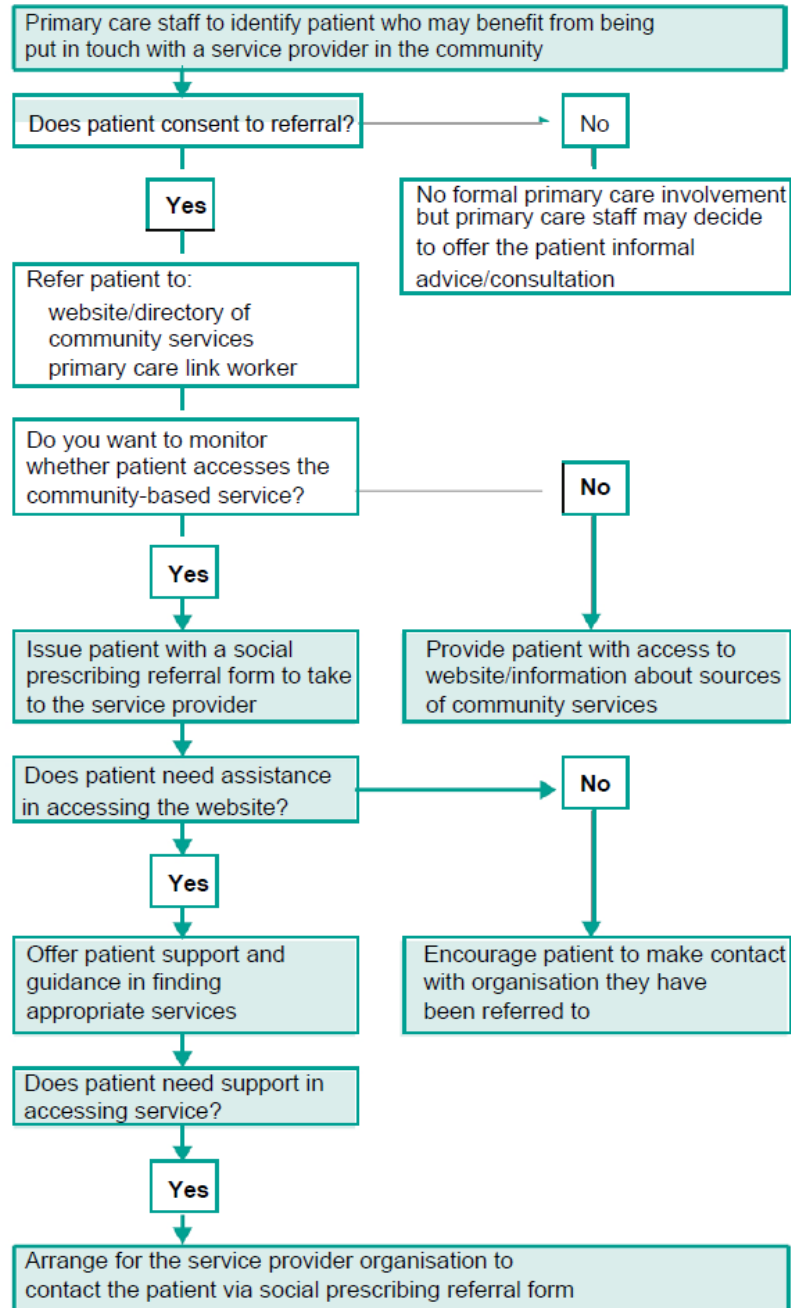 Primary care staff to identify patient who may benefit from being
put in touch with a service provider in the community
Does patient consent to referral?
No
Yes
No formal primary care involvement
but primary care staff may decide
to offer the patient informal
advice/consultation
Refer patient to:
website/directory of
community services
primary care link worker
Do you want to monitor
whether patient accesses the
community-based service?
No
Yes
Issue patient with a social
prescribing referral form to take
to the service provider
Provide patient with access to
website/information about sources
of community services
Does patient need assistance
in accessing the website?
No
Yes
Offer patient support and
guidance in finding
appropriate services
Encourage patient to make contact
with organisation they have
been referred to
Does patient need support in
accessing service?
Yes
Arrange for the service provider organisation to
contact the patient via social prescribing referral form